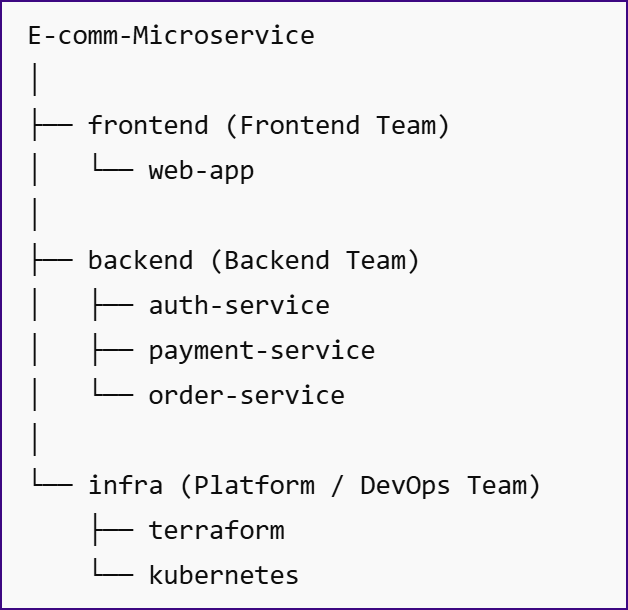 E-comm-Microservice
│
├── frontend (Frontend Team)
│   └── web-app
│
├── backend (Backend Team)
│   ├── auth-service
│   ├── payment-service
│   └── order-service
│
└── infra (Platform / DevOps Team)
    ├── terraform
    └── kubernetes